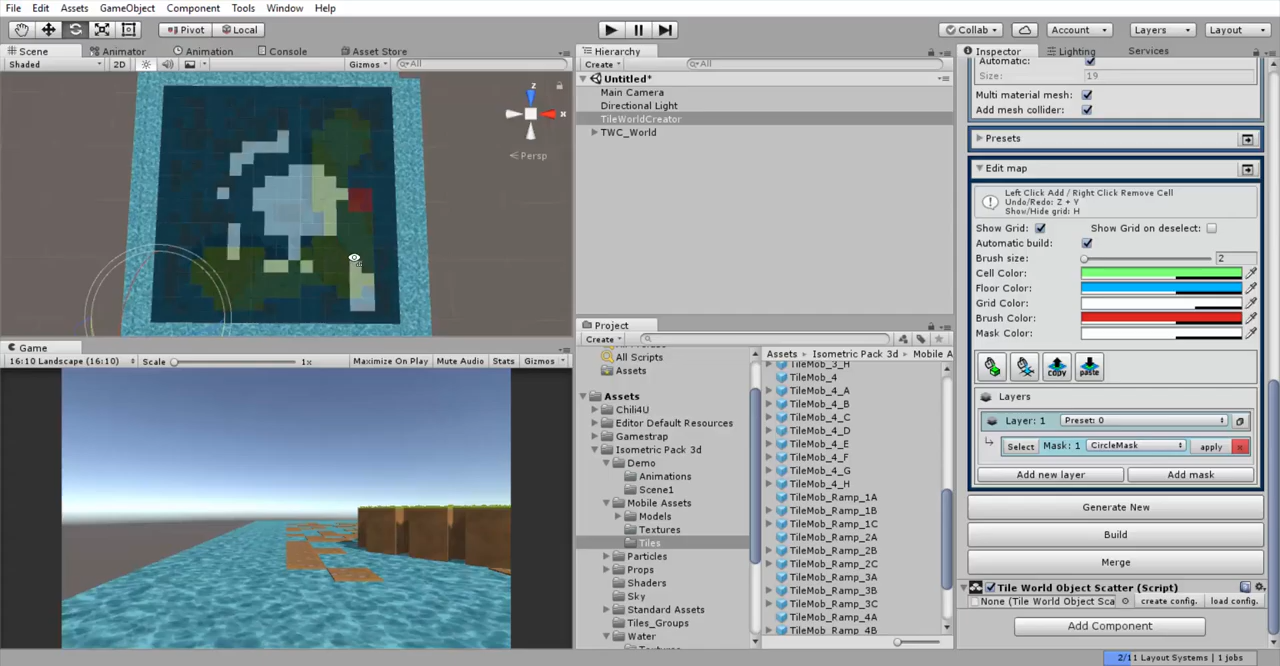 File Edit Assets GameObject Component Tools Window Help
Pivot Local Collab Account Layers Layout
Scene Animator Animation Console Asset Store
Shaded 2D Gizmos All
z
x
Persp
Game
16:10 Landscape (16:10) Scale 1x Maximize On Play Mute Audio Stats Gizmos
Hierarchy
Create All
Untitled*
Main Camera
Directional Light
TileWorldCreator
TWC_World
Project
Create
All Scripts
Assets
Assets
Chili4U
Editor Default Resources
Gamestrap
Isometric Pack 3d
Demo
Animations
Scene1
Mobile Assets
Models
Textures
Tiles
Particles
Props
Shaders
Sky
Standard Assets
Tiles_Groups
Water
Assets Isometric Pack 3d Mobile A
TileMob_3_H
TileMob_4
TileMob_4_A
TileMob_4_B
TileMob_4_C
TileMob_4_D
TileMob_4_E
TileMob_4_F
TileMob_4_G
TileMob_4_H
TileMob_Ramp_1A
TileMob_Ramp_1B
TileMob_Ramp_1C
TileMob_Ramp_2A
TileMob_Ramp_2B
TileMob_Ramp_2C
TileMob_Ramp_3A
TileMob_Ramp_3B
TileMob_Ramp_3C
TileMob_Ramp_4A
TileMob_Ramp_4B
Inspector Lighting Services
Automatic:
Size: 19
Multi material mesh:
Add mesh collider:
Presets
Edit map
Left Click Add / Right Click Remove Cell
Undo/Redo: Z + Y
Show/Hide grid: H
Show Grid: Show Grid on deselect:
Automatic build:
Brush size: 2
Cell Color:
Floor Color:
Grid Color:
Brush Color:
Mask Color:
COPY paste
Layers
Layer: 1 Preset: 0
Select Mask: 1 CircleMask apply x
Add new layer Add mask
Generate New
Build
Merge
Tile World Object Scatter (Script)
None (Tile World Object Sca create config. load config.
Add Component
2/11 Layout Systems | 1 jobs